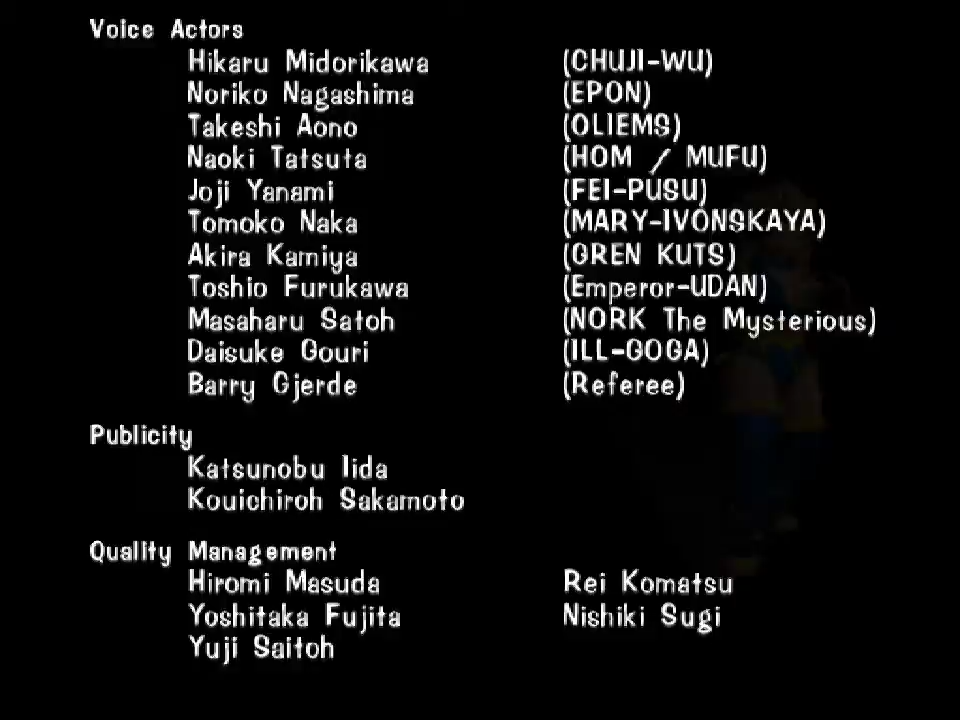 Voice Actors
Hikaru Midorikawa (CHUJI-WU)
Noriko Nagashima (EPON)
Takeshi Aono (OLIEMS)
Naoki Tatsuta (HOM / MUFU)
Joji Yanami (FEI-PUSU)
Tomoko Naka (MARY-IVONSKAYA)
Akira Kamiya (GREN KUTS)
Toshio Furukawa (Emperor-UDAN)
Masaharu Satoh (NORK The Mysterious)
Daisuke Gouri (ILL-GOGA)
Barry Gjerde (Referee)
Publicity
Katsunobu Iida
Kouichiroh Sakamoto
Quality Management
Hiromi Masuda Rei Komatsu
Yoshitaka Fujita Nishiki Sugi
Yuji Saitoh